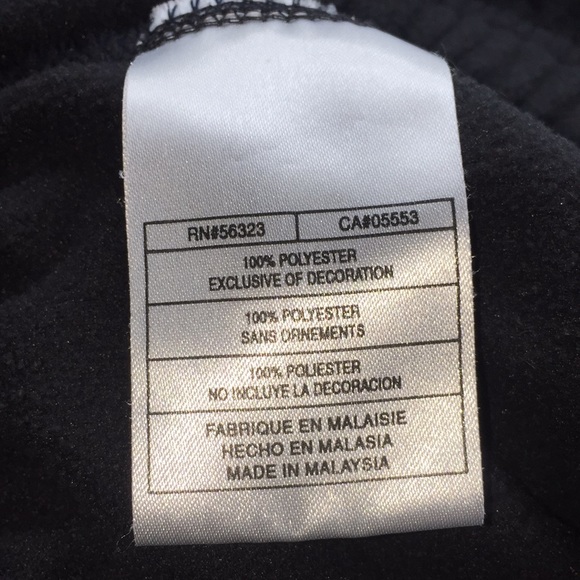 RN#56323 CA#05553
100% POLYESTER
EXCLUSIVE OF DECORATION
100% POLYESTER
SANS ORNEMENTS
100% POLIESTER
NO INCLUYE LA DECORACION
FABRIQUE EN MALAISIE
HECHO EN MALASIA
MADE IN MALAYSIA